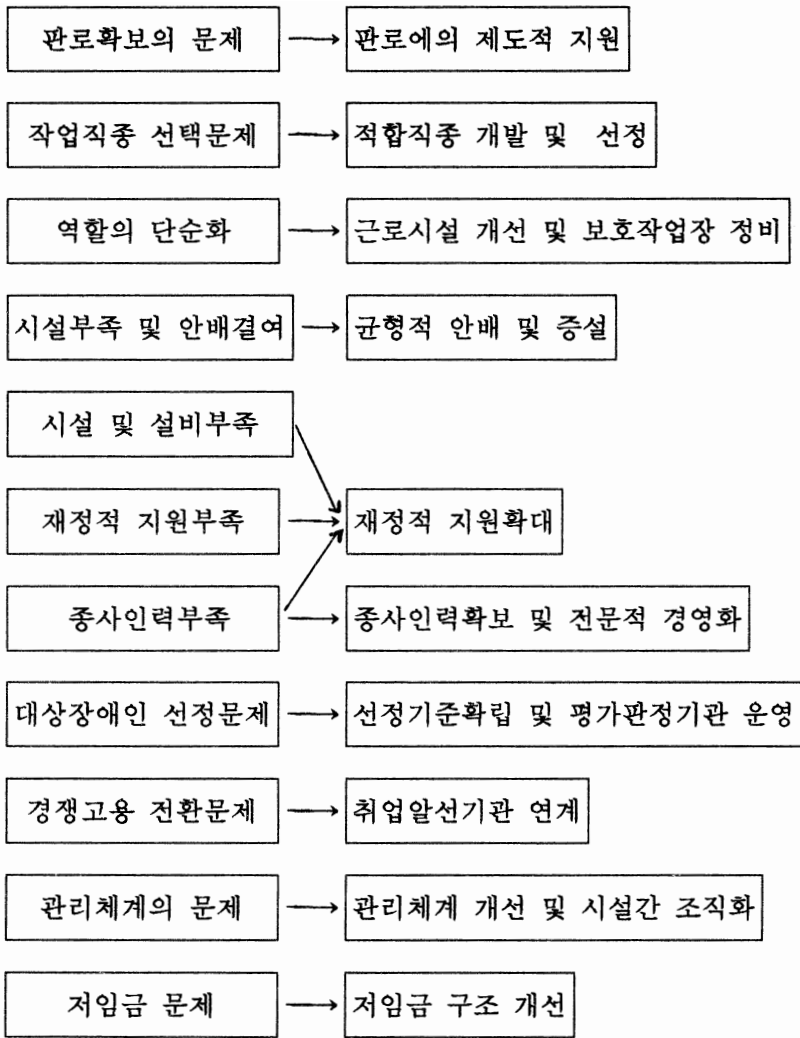 판로확보의 문제 판로에의 제도적 지원
작업직종 선택문제 적합직종 개발 및 선정
역할의 단순화 근로시설 개선 및 보호작업장 정비
시설부족 및 안배결여 균형적 안배 및 증설
시설 및 설비부족
재정적 지원부족 재정적 지원확대
종사인력부족 종사인력확보 및 전문적 경영화
대상장애인 선정문제 선정기준확립 및 평가판정기관 운영
경쟁고용 전환문제 취업알선기관 연계
관리체계의 문제 관리체계 개선 및 시설간 조직화
저임금 문제 저임금 구조 개선